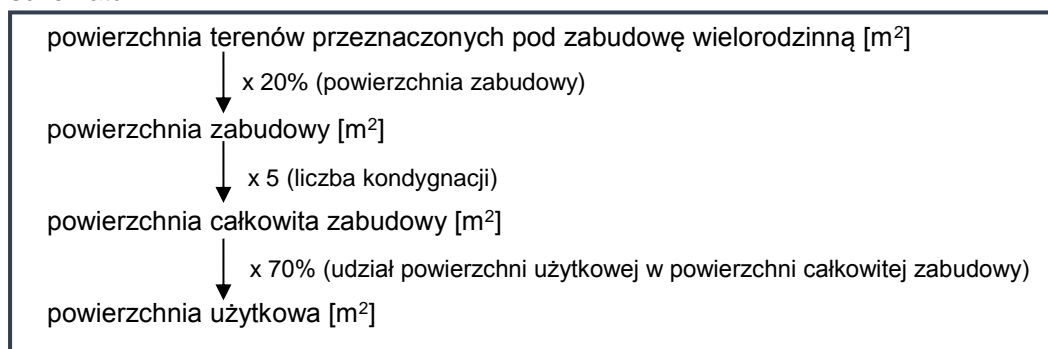 powierzchnia terenów przeznaczonych pod zabudowę wielorodzinną [m²]
x 20% (powierzchnia zabudowy)
powierzchnia zabudowy [m²]
x 5 (liczba kondygnacji)
powierzchnia całkowita zabudowy [m²]
x 70% (udział powierzchni użytkowej w powierzchni całkowitej zabudowy)
powierzchnia użytkowa [m²]